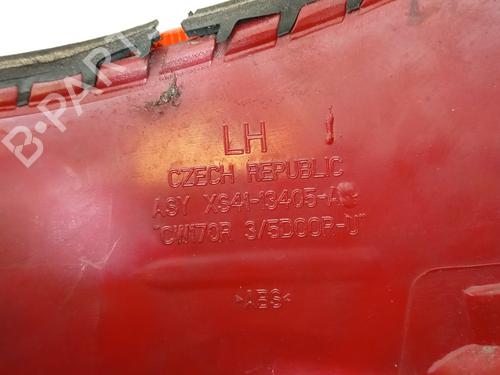 B-PARTS
LH
CZECH REPUBLIC
ASY XS41-13405-A
"CW170R 3/5DOOR-D"
>ABS<